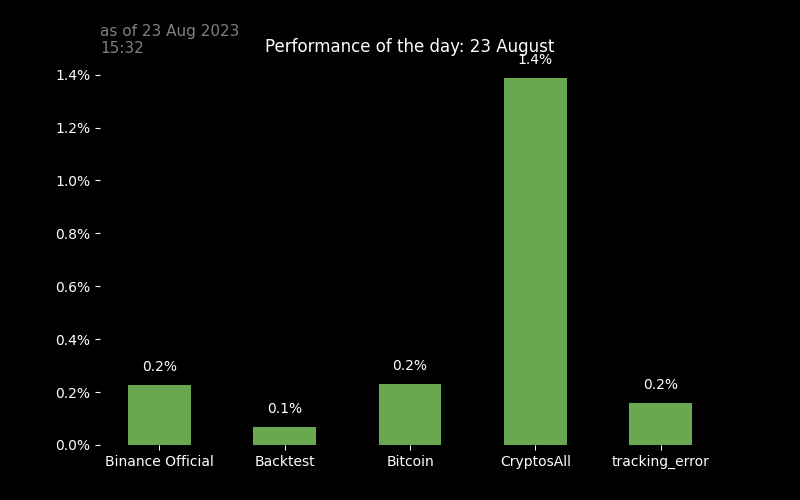 as of 23 Aug 2023
15:32
Performance of the day: 23 August
1.4%
1.4%
1.2%
1.0%
0.8%
0.6%
0.4%
0.2%
0.0%
0.2%
0.1%
0.2%
0.2%
Binance Official
Backtest
Bitcoin
CryptosAll
tracking_error